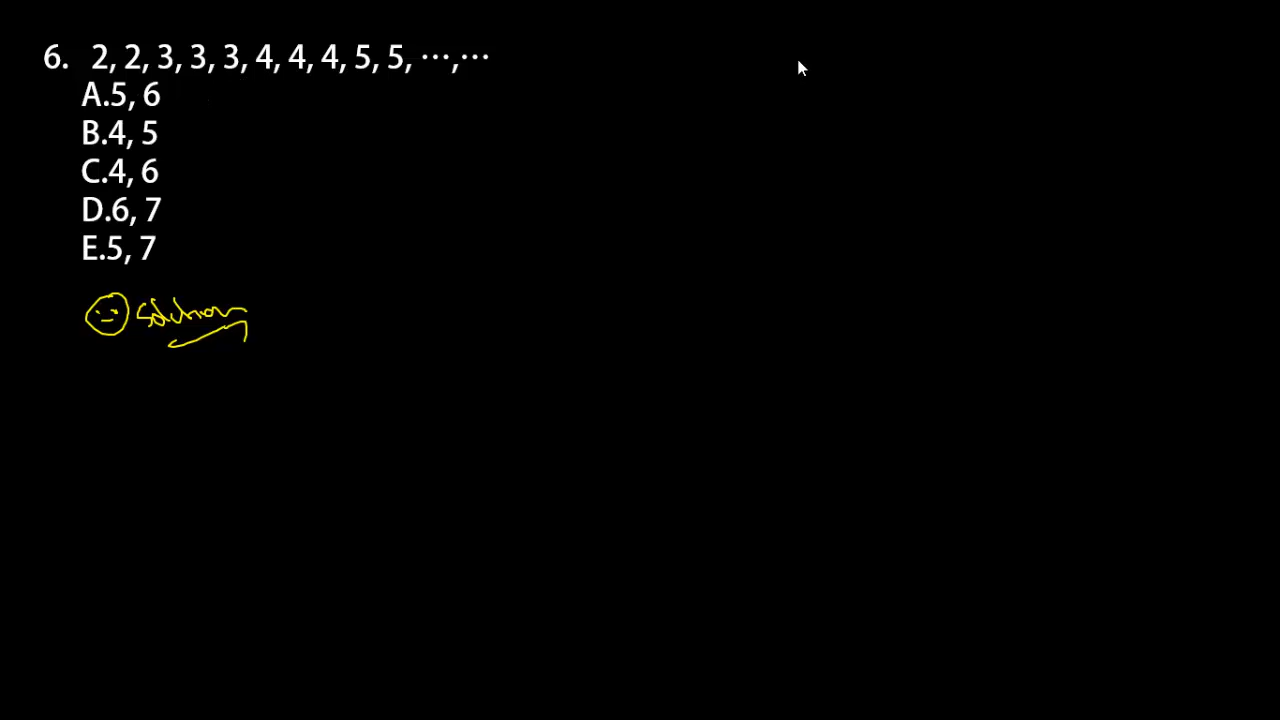 6. 2, 2, 3, 3, 3, 4, 4, 4, 5, 5, ⋯,⋯
A.5, 6
B.4, 5
C.4, 6
D.6, 7
E.5, 7
Solution